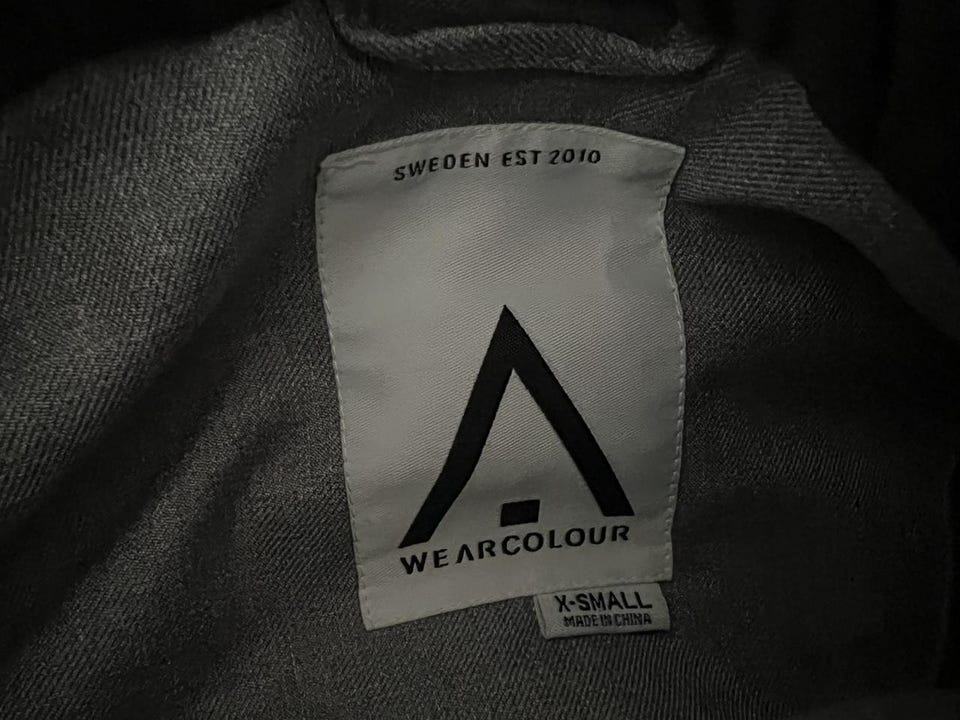 SWEDEN EST 2010
WEARCOLOUR
X-SMALL
MADE IN CHINA